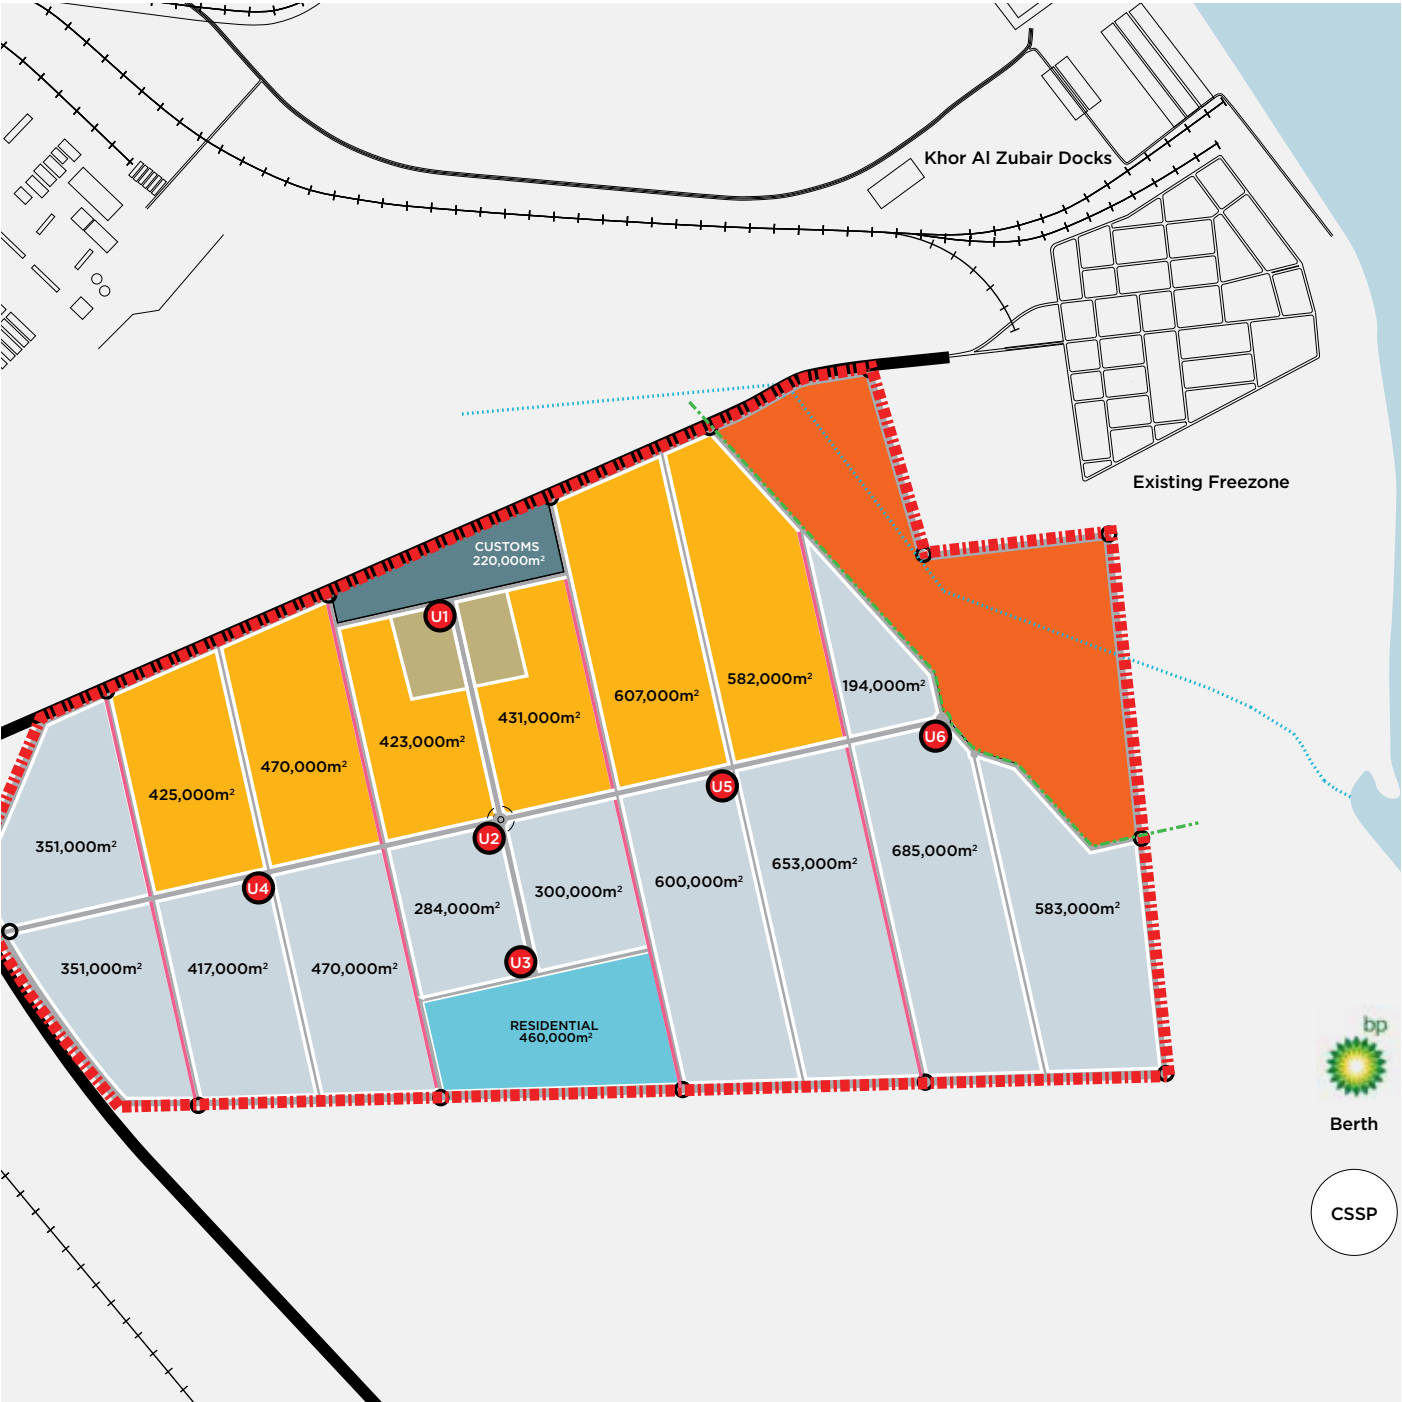 Khor Al Zubair Docks
Existing Freezone
CUSTOMS
220,000m²
U1
194,000m²
582,000m²
607,000m²
431,000m²
423,000m²
470,000m²
425,000m²
U6
U5
U2
U4
351,000m²
685,000m²
653,000m²
600,000m²
300,000m²
284,000m²
583,000m²
U3
351,000m²
417,000m²
470,000m²
RESIDENTIAL
460,000m²
bp
Berth
CSSP